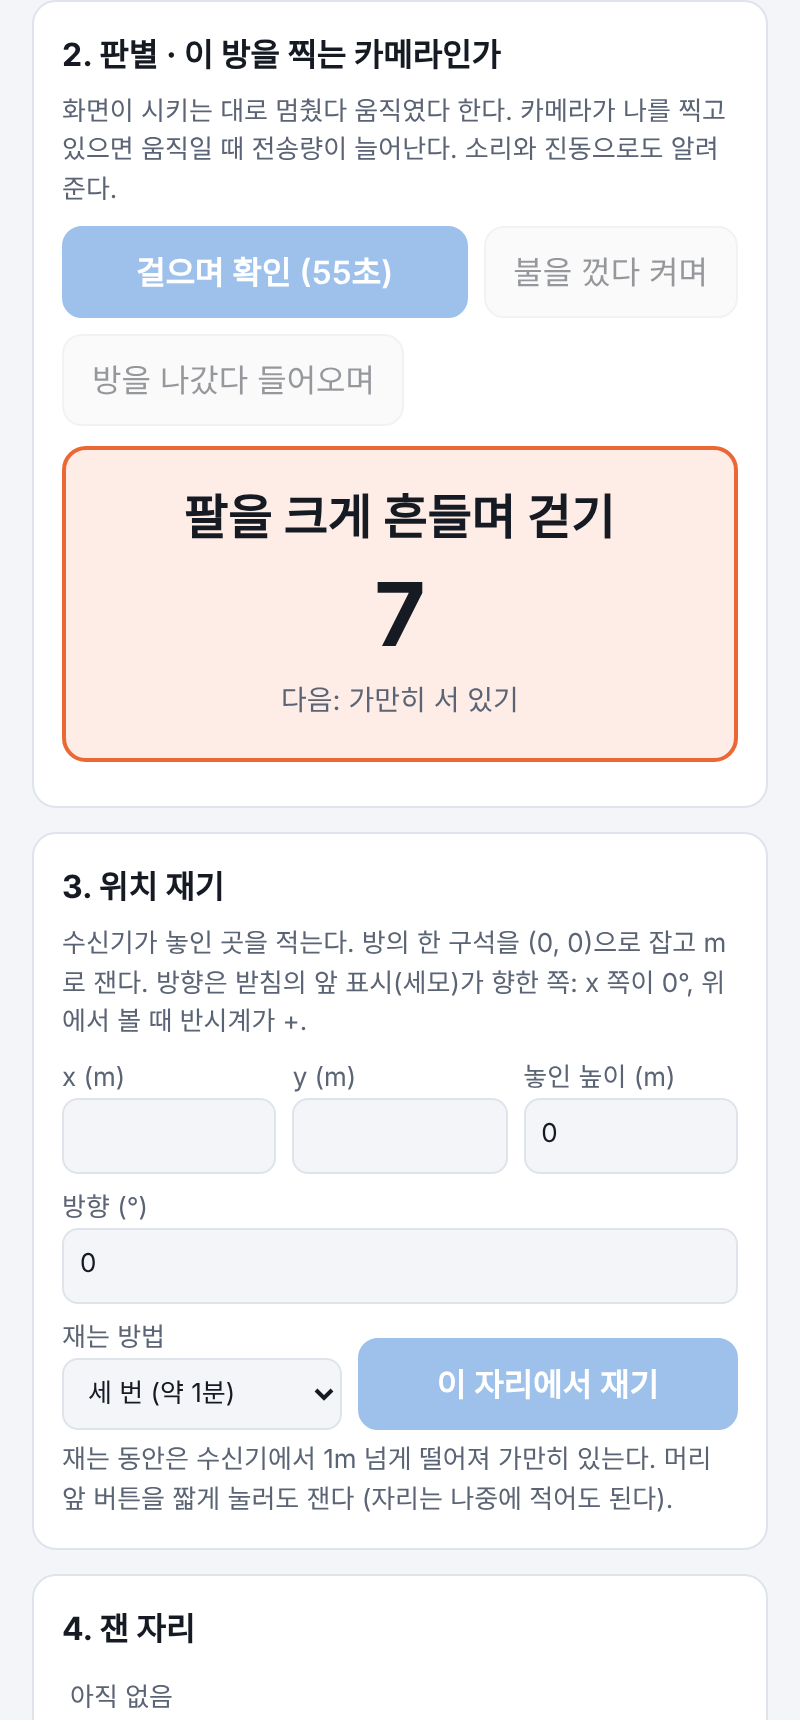 2. 판별 · 이 방을 찍는 카메라인가
화면이 시키는 대로 멈췄다 움직였다 한다. 카메라가 나를 찍고
있으면 움직일 때 전송량이 늘어난다. 소리와 진동으로도 알려
준다.
걸으며 확인 (55초)
불을 껐다 켜며
방을 나갔다 들어오며
팔을 크게 흔들며 걷기
7
다음: 가만히 서 있기
3. 위치 재기
수신기가 놓인 곳을 적는다. 방의 한 구석을 (0, 0)으로 잡고 m
로 잰다. 방향은 받침의 앞 표시(세모)가 향한 쪽: x 쪽이 0°, 위
에서 볼 때 반시계가 +.
x (m)
y (m)
놓인 높이 (m)
0
방향 (°)
0
재는 방법
세 번 (약 1분)
이 자리에서 재기
재는 동안은 수신기에서 1m 넘게 떨어져 가만히 있는다. 머리
앞 버튼을 짧게 눌러도 잰다 (자리는 나중에 적어도 된다).
4. 잰 자리
아직 없음